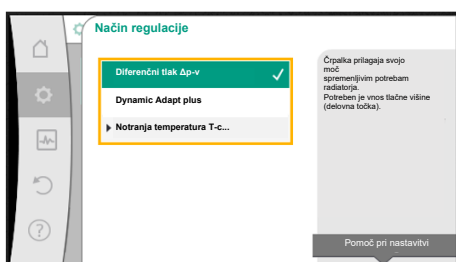 Način regulacije
Diferenčni tlak Δp-v
Dynamic Adapt plus
Notranja temperatura T-c...
Črpalka prilagaja svojo
moč
spremenljivim potrebam
radiatorja.
Potreben je vnos tlačne višine
(delovna točka).
Pomoč pri nastavitvi